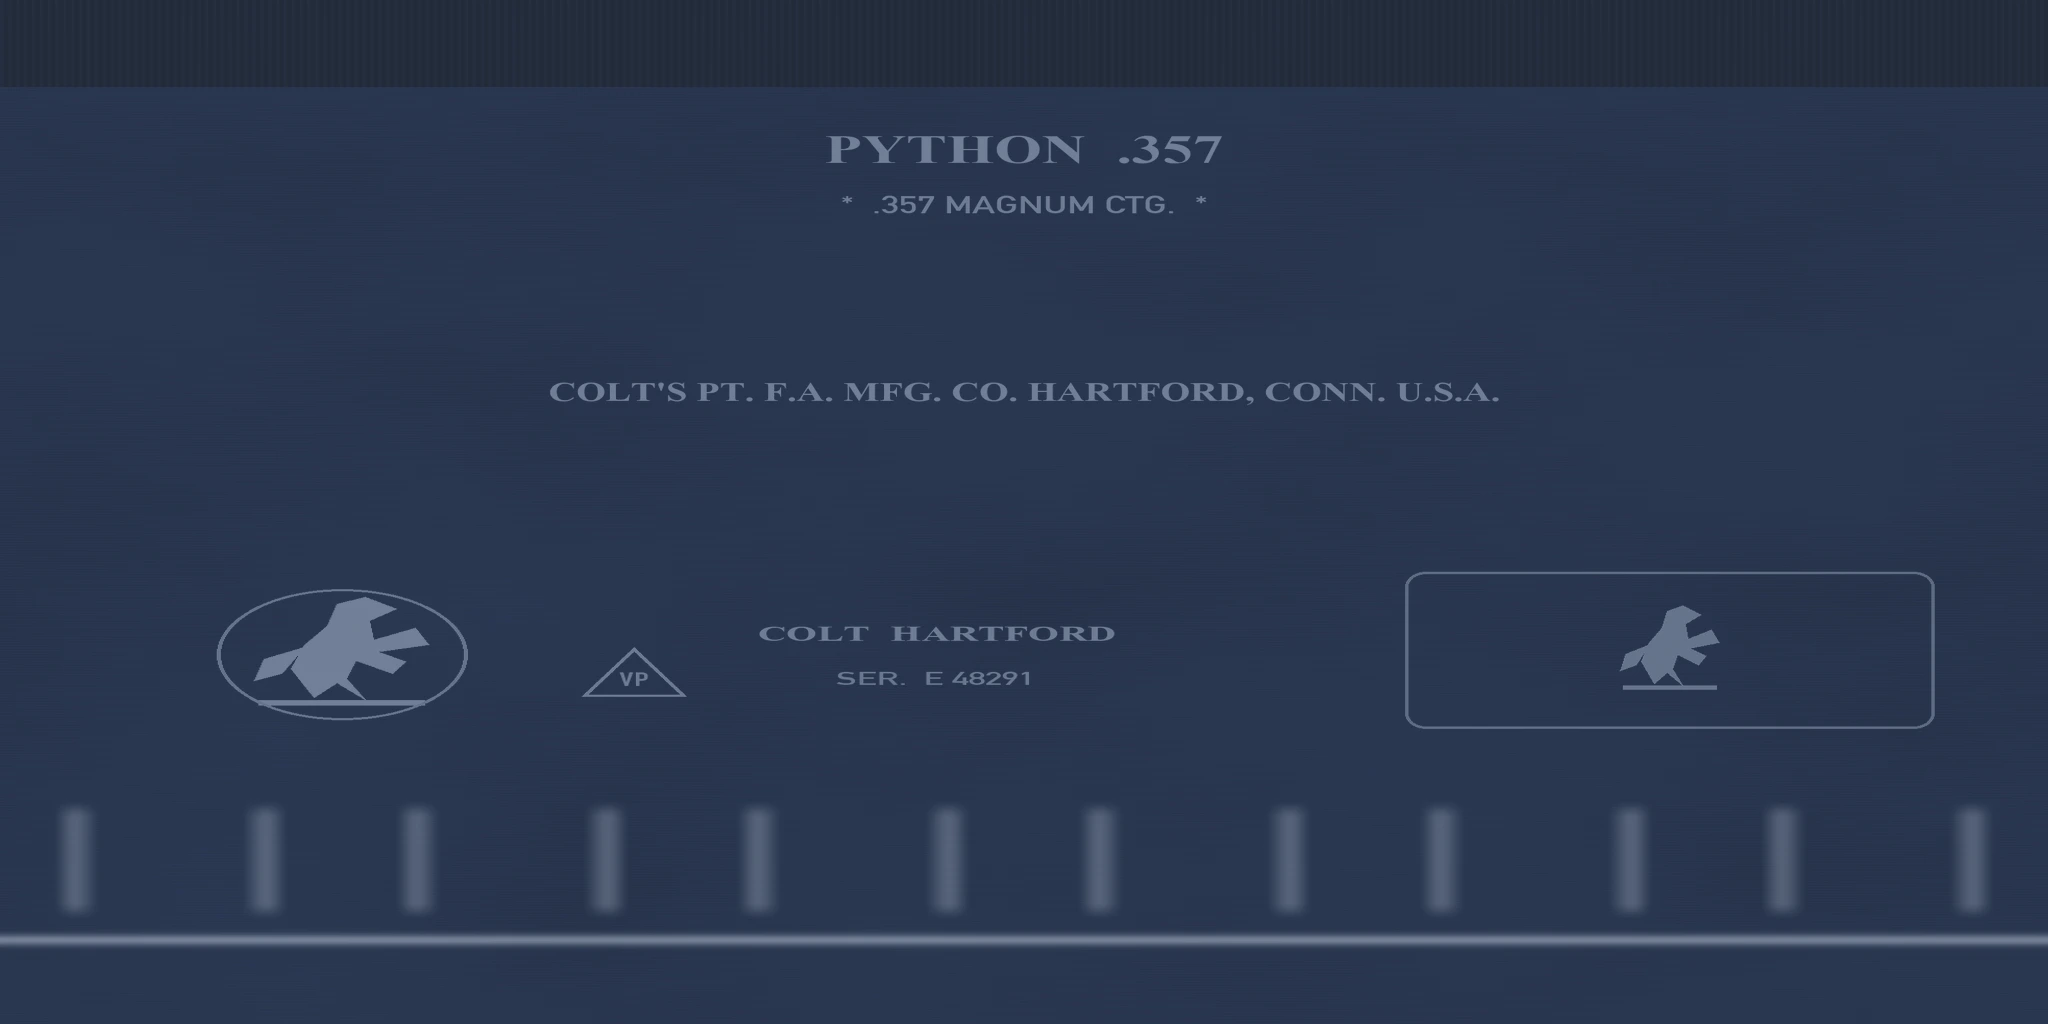 PYTHON .357
* .357 MAGNUM CTG. *
COLT'S PT. F.A. MFG. CO. HARTFORD, CONN. U.S.A.
COLT HARTFORD
VP
SER. E 48291